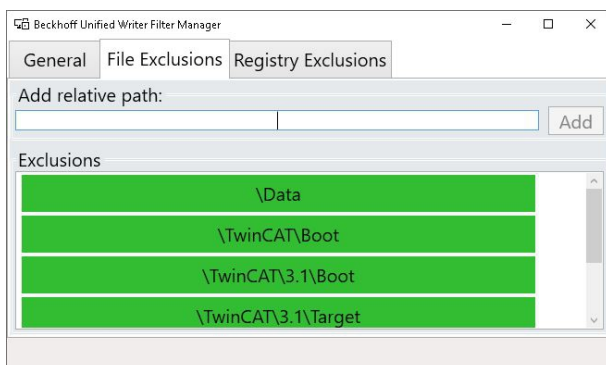 Beckhoff Unified Writer Filter Manager
General File Exclusions Registry Exclusions
Add relative path:
Add
Exclusions
\Data
\TwinCAT\Boot
\TwinCAT\3.1\Boot
\TwinCAT\3.1\Target